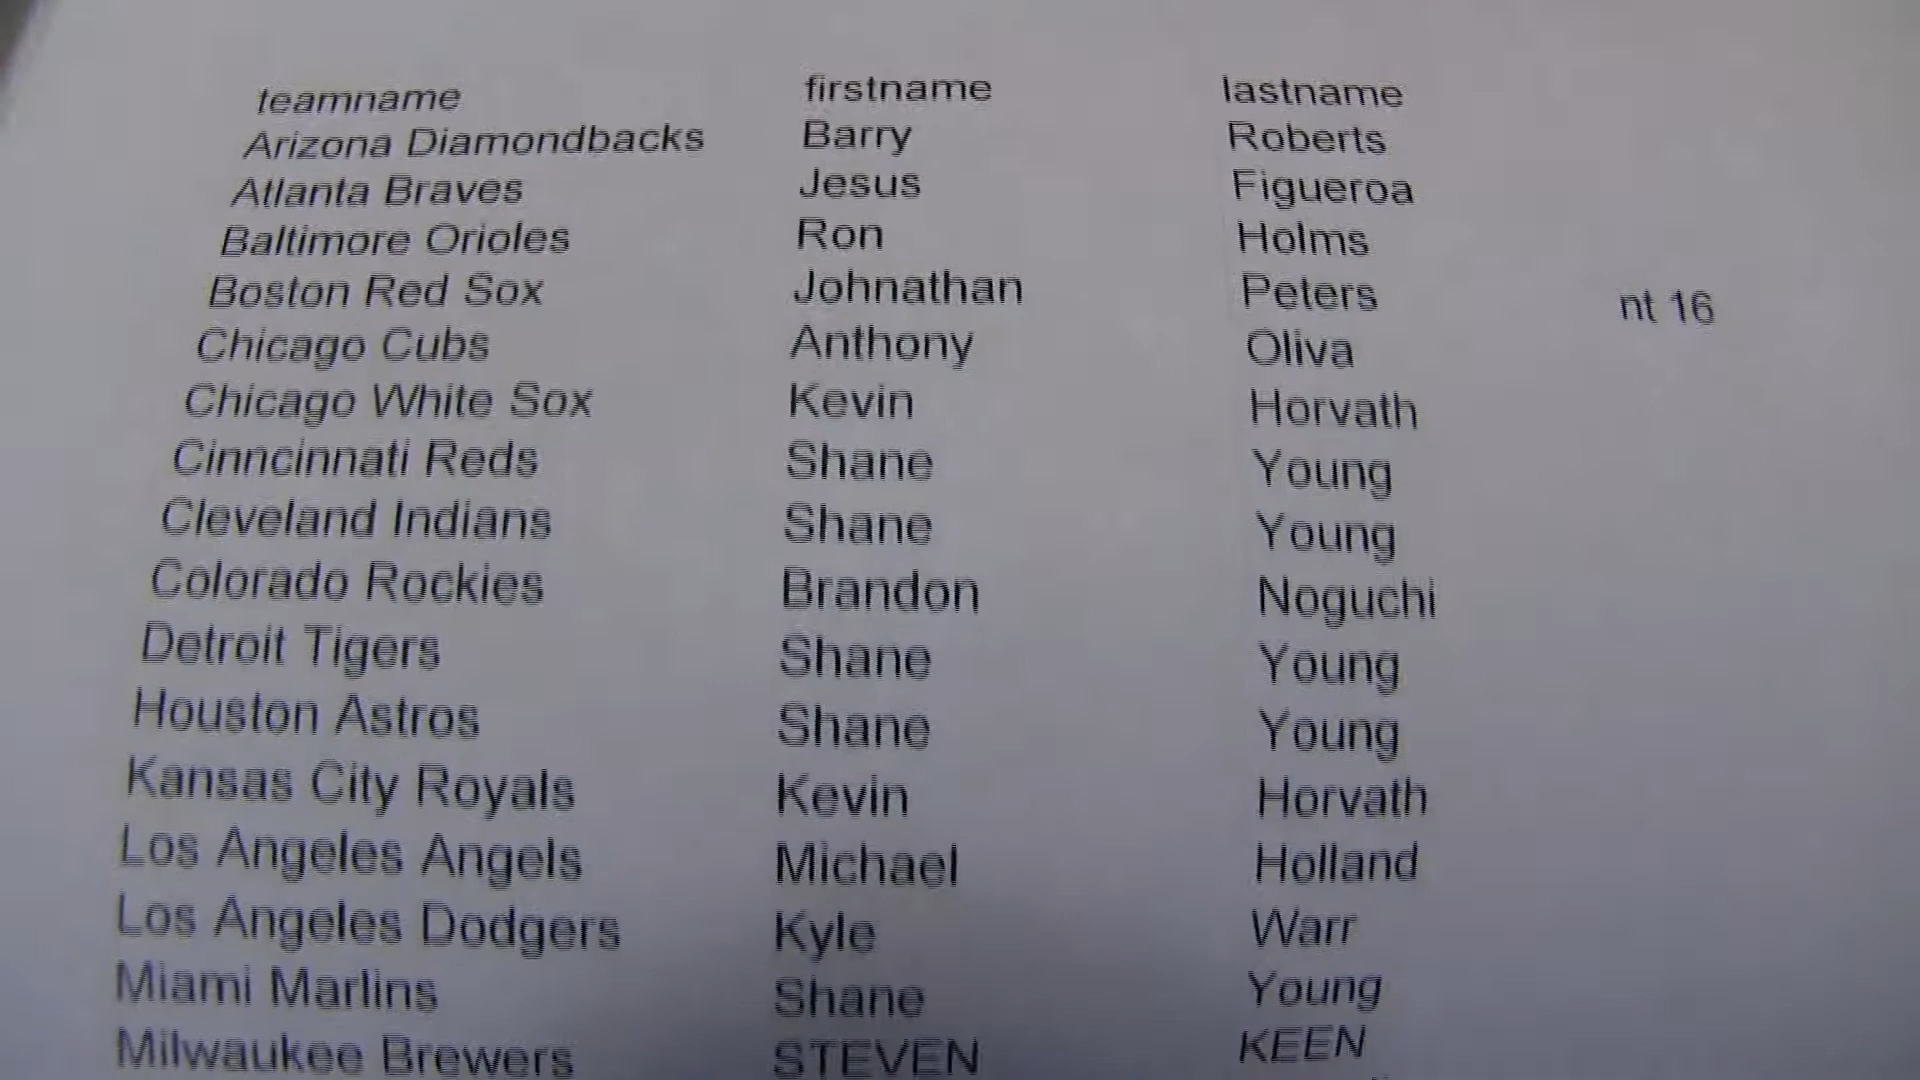 teamname firstname lastname
Arizona Diamondbacks Barry Roberts
Atlanta Braves Jesus Figueroa
Baltimore Orioles Ron Holms
Boston Red Sox Johnathan Peters nt 16
Chicago Cubs Anthony Oliva
Chicago White Sox Kevin Horvath
Cinncinnati Reds Shane Young
Cleveland Indians Shane Young
Colorado Rockies Brandon Noguchi
Detroit Tigers Shane Young
Houston Astros Shane Young
Kansas City Royals Kevin Horvath
Los Angeles Angels Michael Holland
Los Angeles Dodgers Kyle Warr
Miami Marlins Shane Young
Milwaukee Brewers STEVEN KEEN